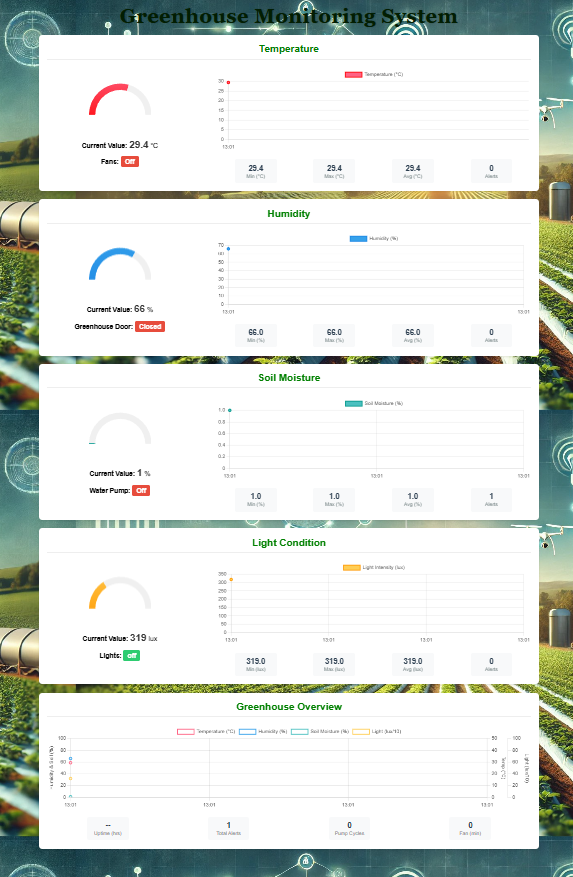 Greenhouse Monitoring System
Temperature
Temperature (°C)
30
25
20
15
10
5
0
13:01
Current Value: 29.4 °C
Fans: Off
29.4
Min (°C)
29.4
Max (°C)
29.4
Avg (°C)
0
Alerts
Humidity
Humidity (%)
70
60
50
40
30
20
10
0
13:01
13:01
Current Value: 66 %
Greenhouse Door: Closed
66.0
Min (%)
66.0
Max (%)
66.0
Avg (%)
0
Alerts
Soil Moisture
Soil Moisture (%)
1.0
0.8
0.6
0.4
0.2
0
13:01
13:01
13:01
Current Value: 1 %
Water Pump: Off
1.0
Min (%)
1.0
Max (%)
1.0
Avg (%)
1
Alerts
Light Condition
Light Intensity (lux)
350
300
250
200
150
100
50
0
13:01
13:01
13:01
13:01
Current Value: 319 lux
Lights: off
319.0
Min (lux)
319.0
Max (lux)
319.0
Avg (lux)
0
Alerts
Greenhouse Overview
Temperature (°C) Humidity (%) Soil Moisture (%) Light (lux/10)
Humidity & Soil (%)
100
80
60
40
20
0
50
40
30
20
10
0
Temp (°C)
100
80
60
40
20
0
Light (lux/10)
13:01
13:01
13:01
13:01
--
Uptime (hrs)
1
Total Alerts
0
Pump Cycles
0
Fan (min)